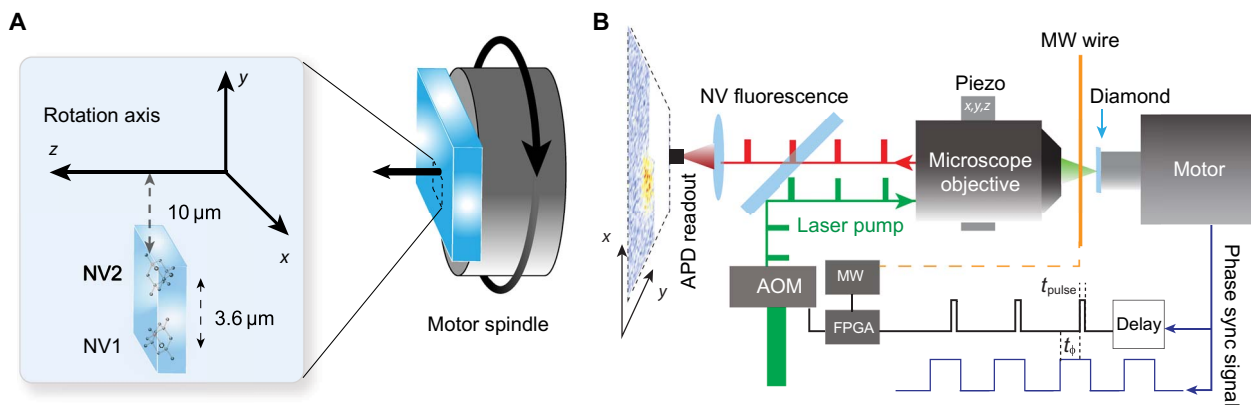 A
y
Rotation axis
z
10 µm
x
NV2
3.6 µm
NV1
Motor spindle
B
MW wire
Piezo
x,y,z
Diamond
NV fluorescence
Microscope
objective
Motor
Laser pump
APD readout
x
y
AOM
MW
FPGA
t_pulse
Delay
t_ϕ
Phase sync signal